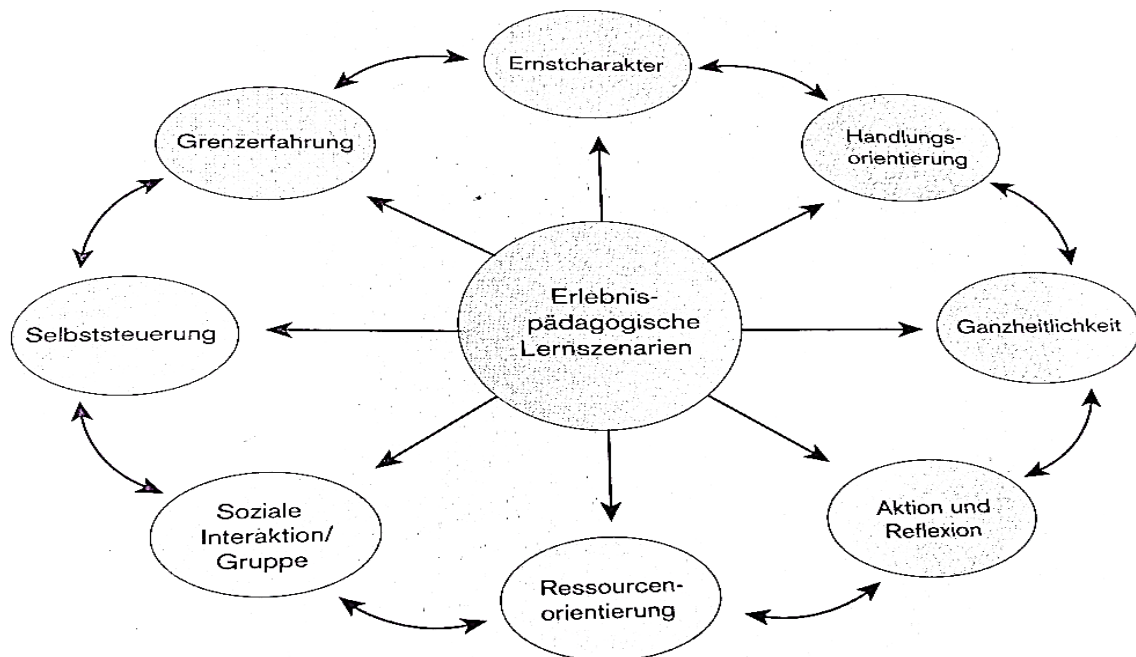 Ernstcharakter
Grenzerfahrung
Handlungs-
orientierung
Erlebnis-
pädagogische
Lernszenarien
Selbststeuerung
Ganzheitlichkeit
Soziale
Interaktion/
Gruppe
Aktion und
Reflexion
Ressourcen-
orientierung